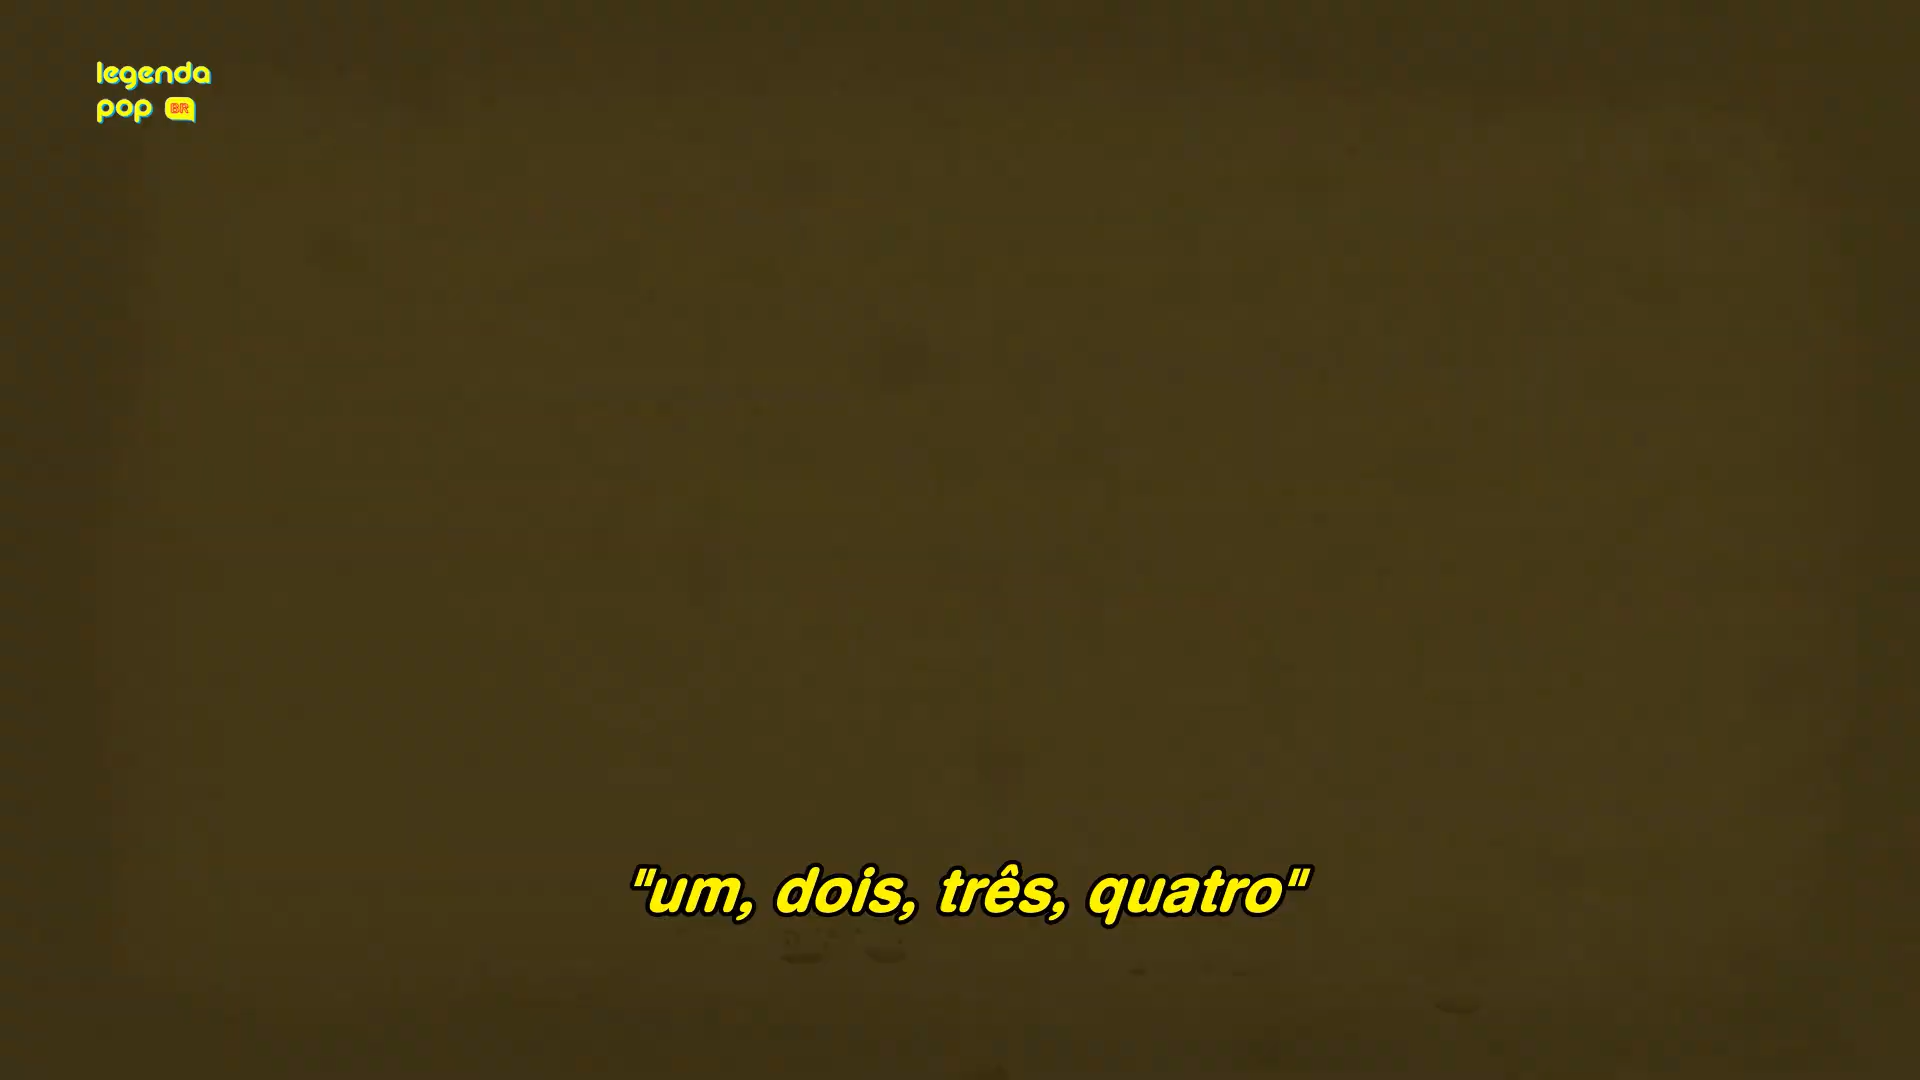 legenda
pop BR
"um, dois, três, quatro"